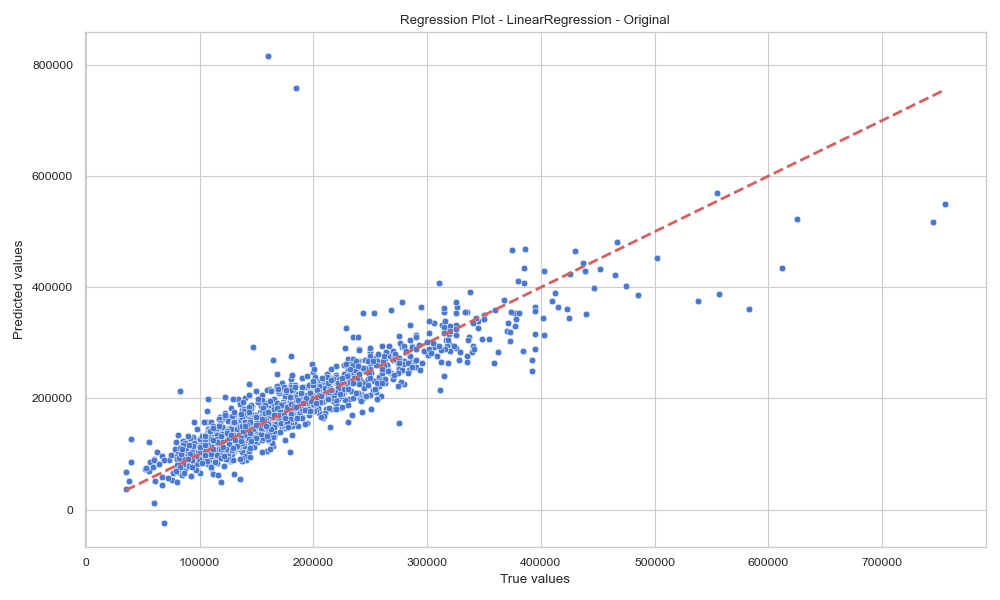 Regression Plot - LinearRegression - Original
800000
600000
400000
200000
0
Predicted values
0 100000 200000 300000 400000 500000 600000 700000
True values